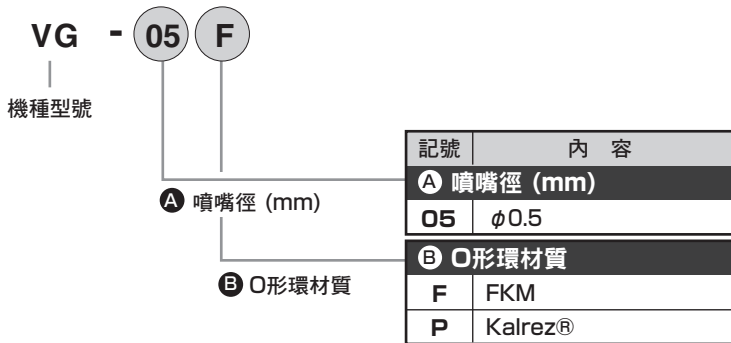 VG - 05 F
機種型號
記號 內 容
A 噴嘴徑 (mm)
05 φ0.5
A 噴嘴徑 (mm)
B O形環材質
B O形環材質
F FKM
P Kalrez®